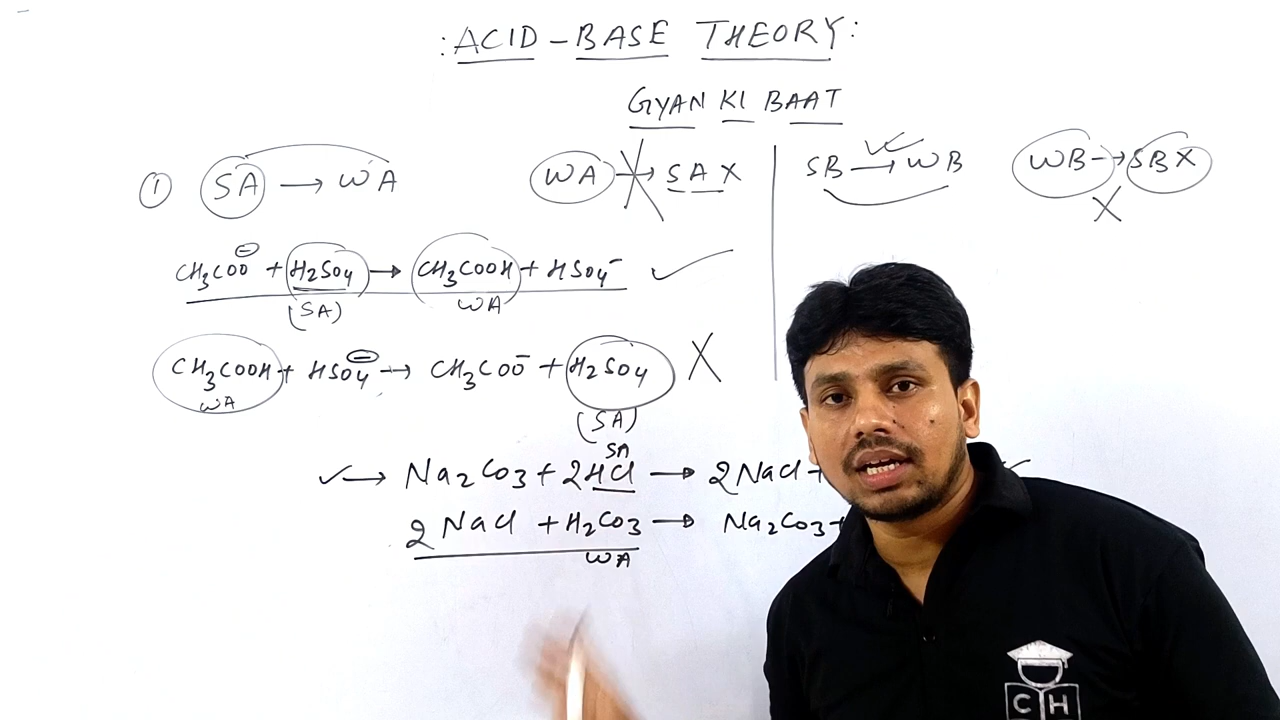 : ACID - BASE THEORY :
GYAN KI BAAT
① SA → WA WA → SA X SB → WB WB → SB X
X
CH3COO⊖ + H2SO4 → CH3COOH + HSO4⁻ ✓
(SA) WA
CH3COOH + HSO4⊖ → CH3COO⁻ + H2SO4 X
WA (SA)
SA
✓→ Na2CO3 + 2HCl → 2NaCl +
2NaCl + H2CO3 → Na2CO3 +
WA
C H